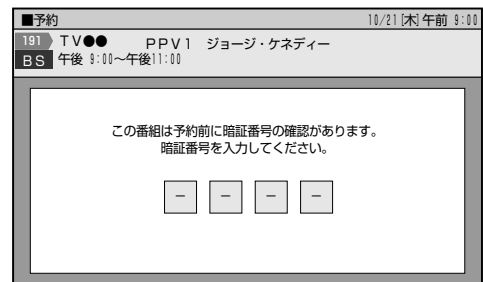 ■予約 10/21[木]午前 9:00
191 TV●● PPV1 ジョージ・ケネディー
BS 午後 9:00～午後11:00
この番組は予約前に暗証番号の確認があります。
暗証番号を入力してください。
－ － － －